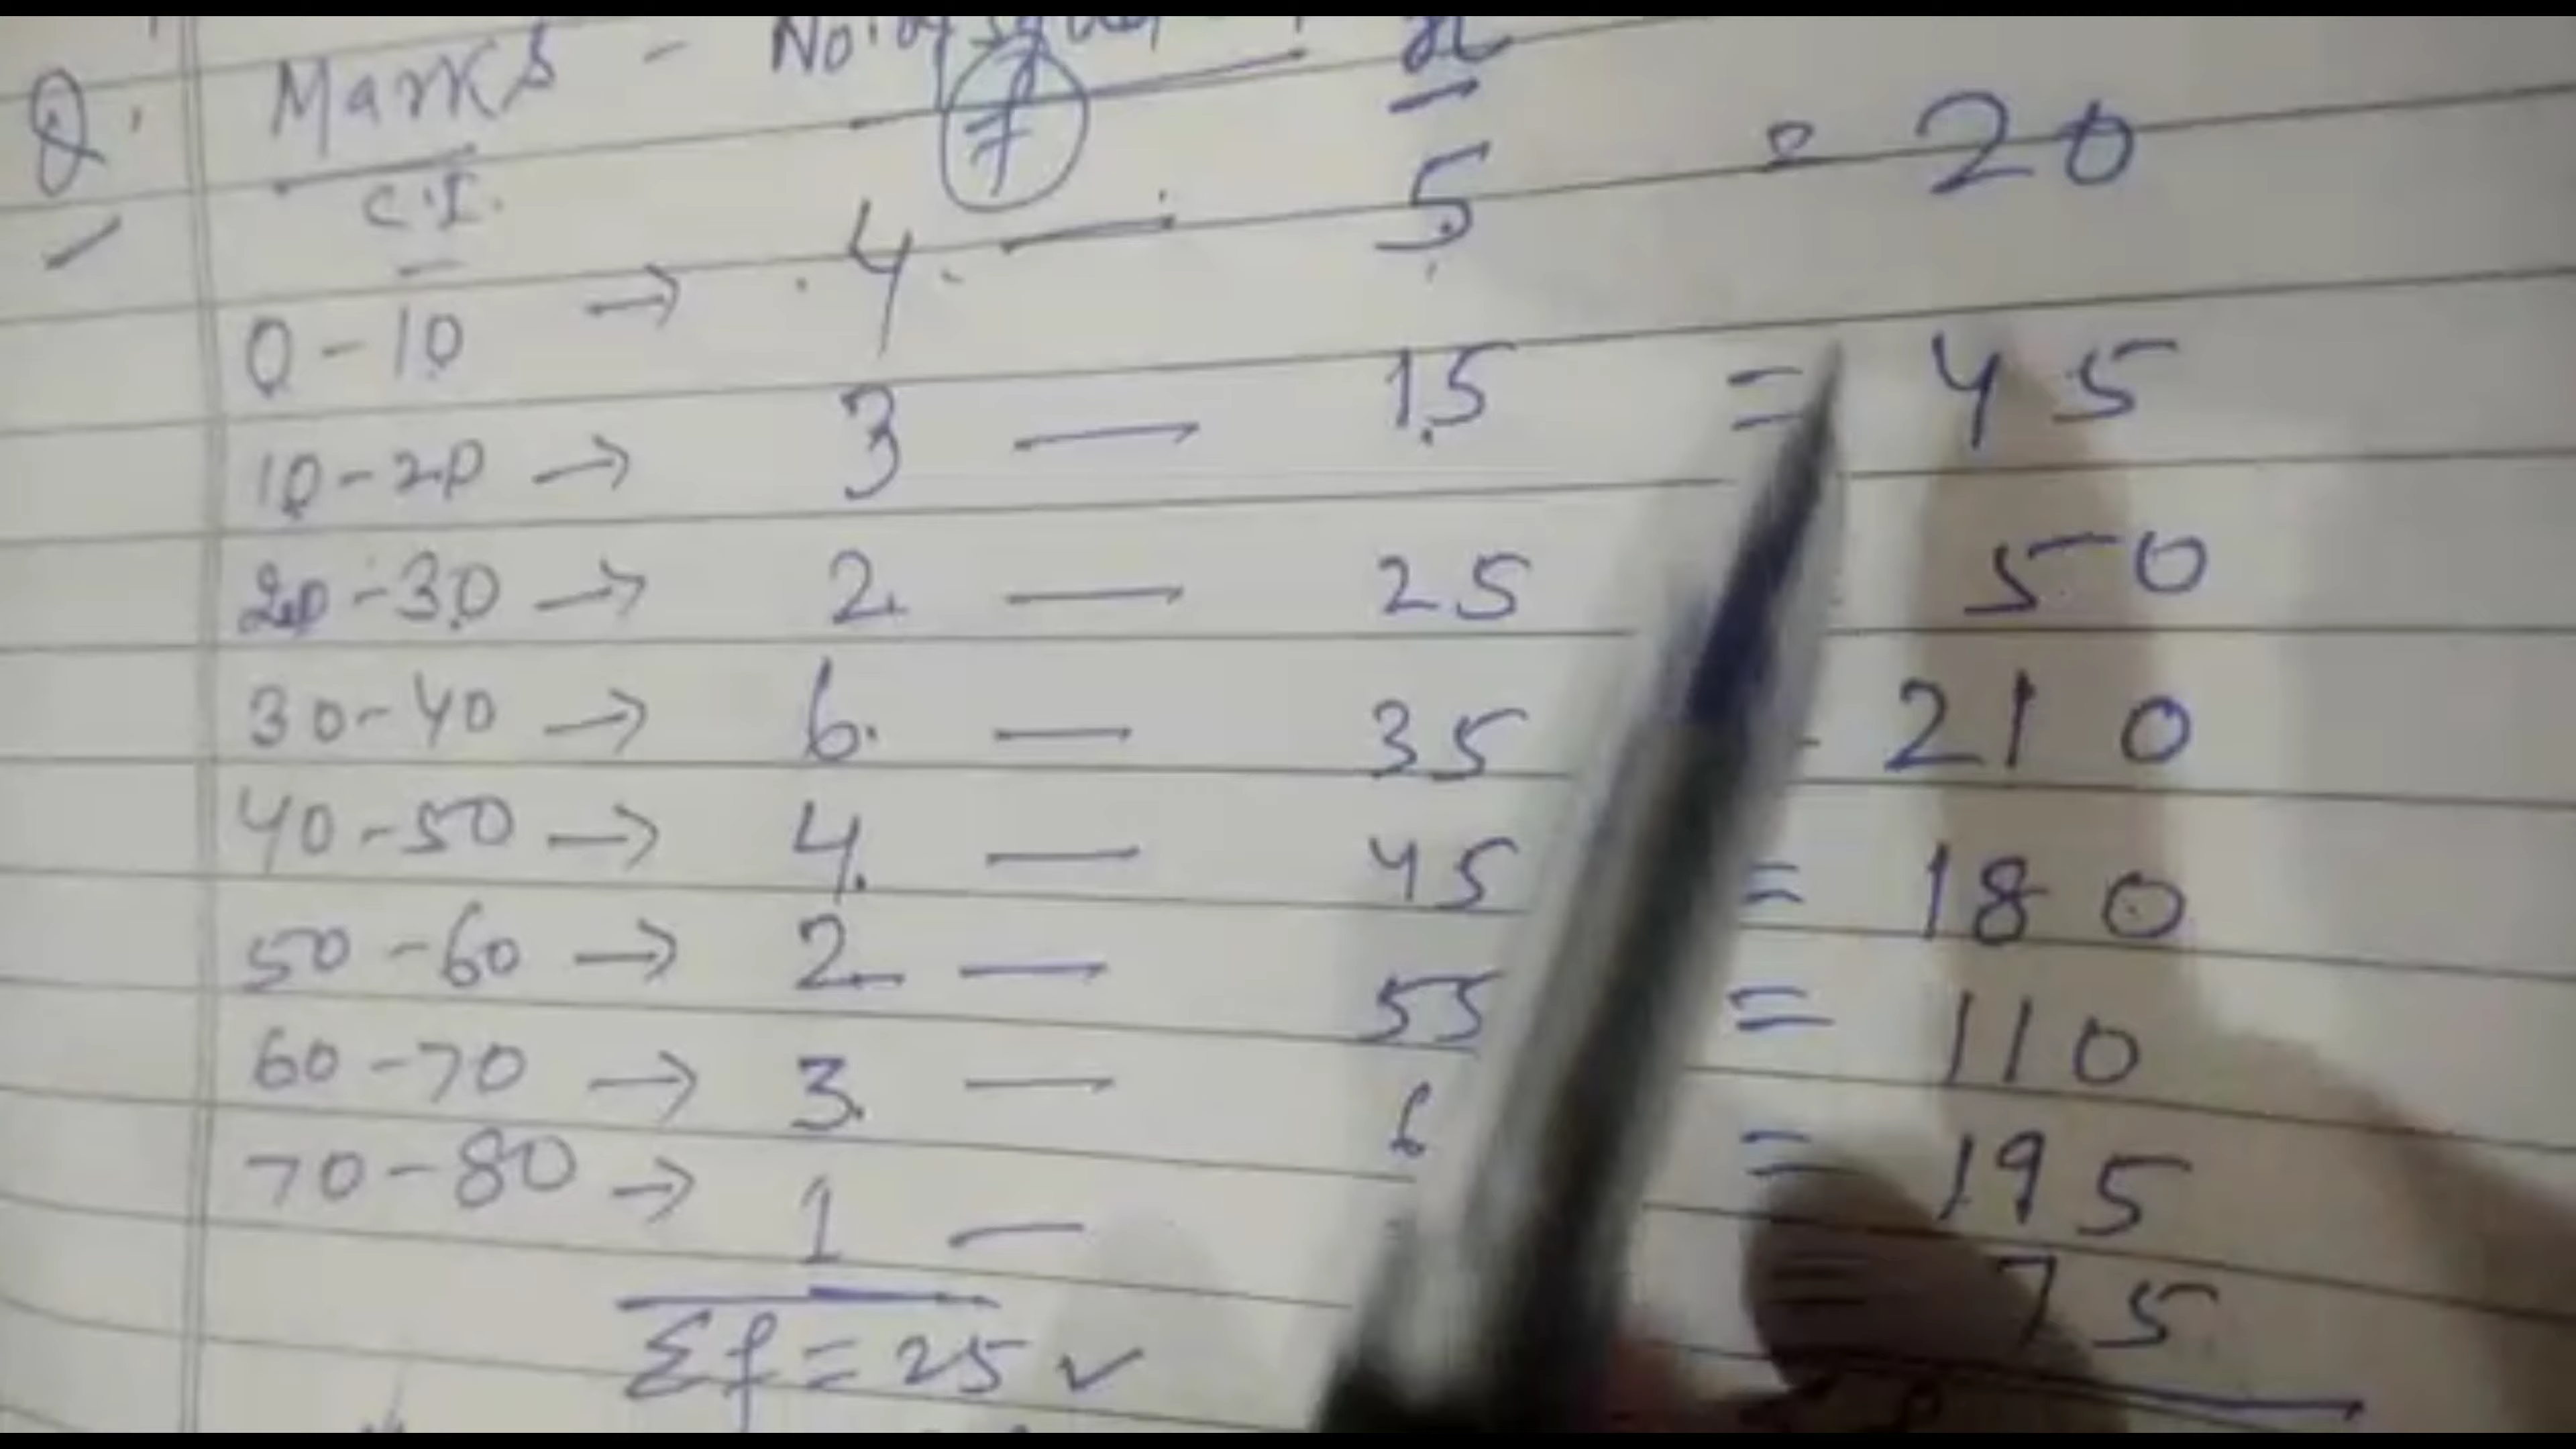 Q. Marks - No. of x
C.I. f
0-10 → 4 — 5 = 20
10-20 → 3 — 15 = 45
20-30 → 2 — 25 50
30-40 → 6 — 35 210
40-50 → 4 — 45 = 180
50-60 → 2 — 55 = 110
60-70 → 3 — = 195
70-80 → 1 — = 75
Σf = 25 ✓